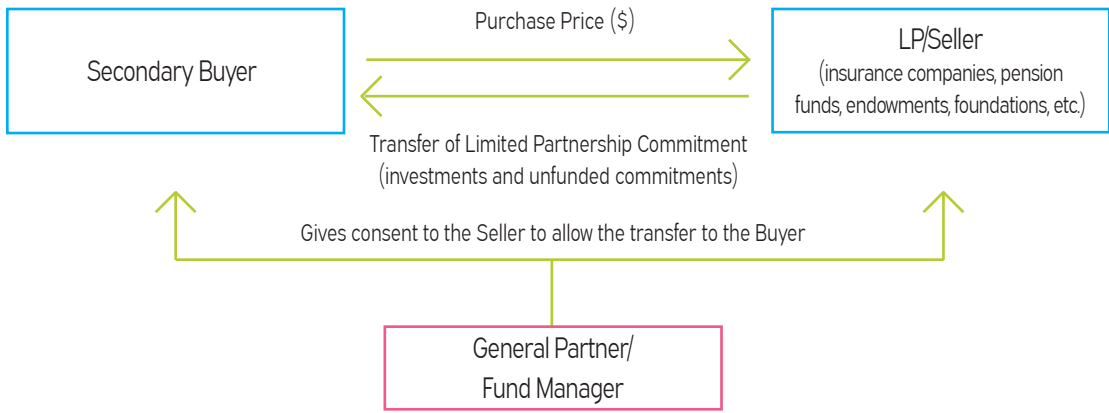 Purchase Price ($)
Secondary Buyer
LP/Seller
(insurance companies, pension
funds, endowments, foundations, etc.)
Transfer of Limited Partnership Commitment
(investments and unfunded commitments)
Gives consent to the Seller to allow the transfer to the Buyer
General Partner/
Fund Manager